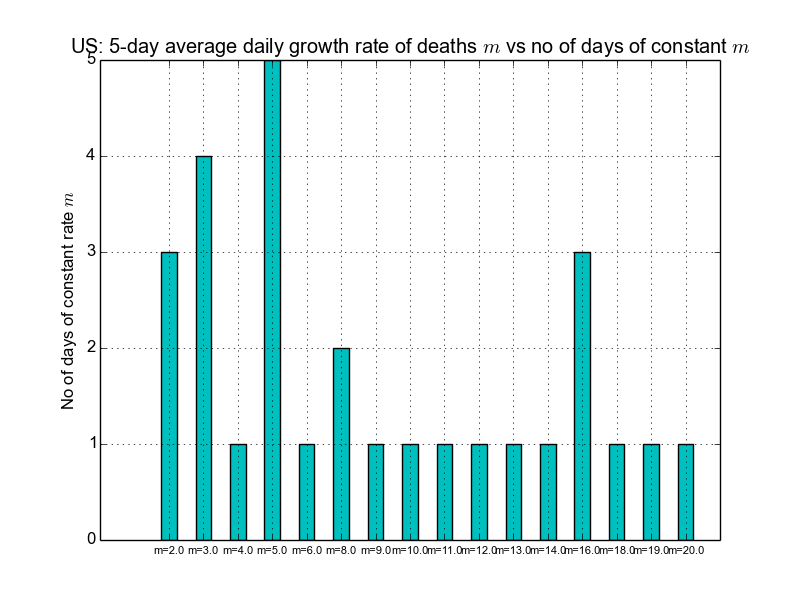 US: 5-day average daily growth rate of deaths m vs no of days of constant m
No of days of constant rate m
5
4
3
2
1
0
m=2.0 m=3.0 m=4.0 m=5.0 m=6.0 m=8.0 m=9.0 m=10.0 m=11.0 m=12.0 m=13.0 m=14.0 m=16.0 m=18.0 m=19.0 m=20.0